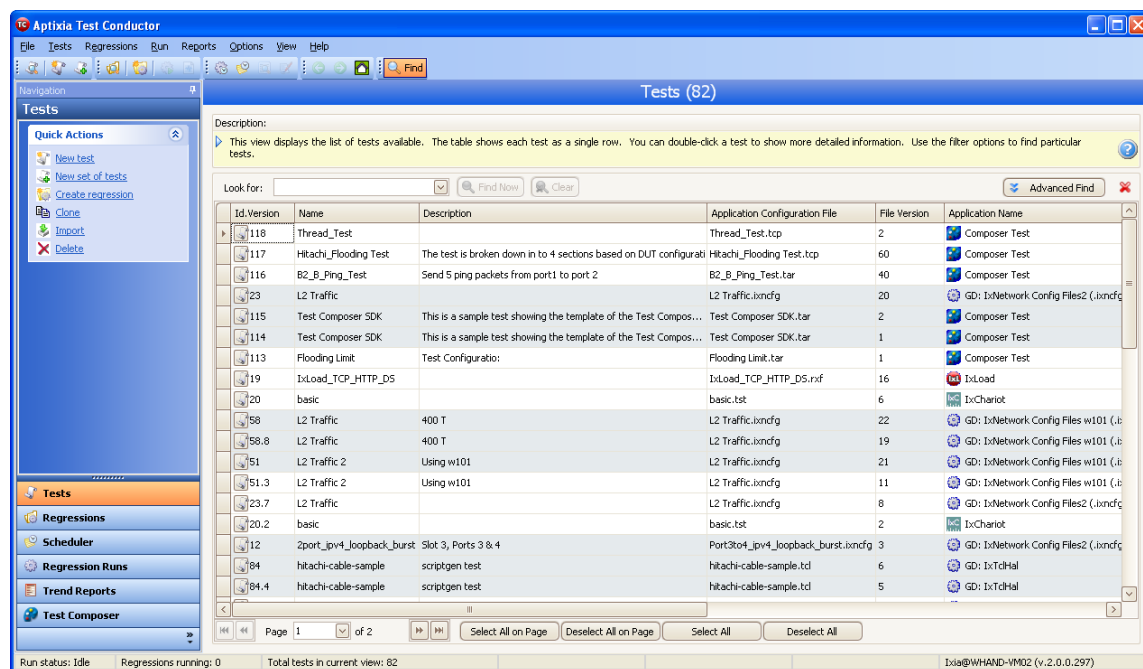 Aptixia Test Conductor
File Tests Regressions Run Reports Options View Help
Find
Navigation
Tests (82)
Tests
Quick Actions
New test
New set of tests
Create regression
Clone
Import
Delete
Tests
Regressions
Scheduler
Regression Runs
Trend Reports
Test Composer
Description:
This view displays the list of tests available. The table shows each test as a single row. You can double-click a test to show more detailed information. Use the filter options to find particular
tests.
Look for: Find Now Clear Advanced Find
Id.Version Name Description Application Configuration File File Version Application Name
118 Thread_Test Thread_Test.tcp 2 Composer Test
117 Hitachi_Flooding Test The test is broken down in to 4 sections based on DUT configurati Hitachi_Flooding Test.tcp 60 Composer Test
116 B2_B_Ping_Test Send 5 ping packets from port1 to port 2 B2_B_Ping_Test.tar 40 Composer Test
23 L2 Traffic L2 Traffic.ixncfg 20 GD: IxNetwork Config Files2 (.ixncfg
115 Test Composer SDK This is a sample test showing the template of the Test Compos... Test Composer SDK.tar 2 Composer Test
114 Test Composer SDK This is a sample test showing the template of the Test Compos... Test Composer SDK.tar 1 Composer Test
113 Flooding Limit Test Configuratio: Flooding Limit.tar 1 Composer Test
19 IxLoad_TCP_HTTP_DS IxLoad_TCP_HTTP_DS.rxf 16 IxLoad
20 basic basic.tst 6 IxChariot
58 L2 Traffic 400 T L2 Traffic.ixncfg 22 GD: IxNetwork Config Files w101 (.i
58.8 L2 Traffic 400 T L2 Traffic.ixncfg 19 GD: IxNetwork Config Files w101 (.i
51 L2 Traffic 2 Using w101 L2 Traffic.ixncfg 21 GD: IxNetwork Config Files w101 (.i
51.3 L2 Traffic 2 Using w101 L2 Traffic.ixncfg 11 GD: IxNetwork Config Files w101 (.i
23.7 L2 Traffic L2 Traffic.ixncfg 8 GD: IxNetwork Config Files2 (.ixncfg
20.2 basic basic.tst 2 IxChariot
12 2port_ipv4_loopback_burst Slot 3, Ports 3 & 4 Port3to4_ipv4_loopback_burst.ixncfg 3 GD: IxNetwork Config Files2 (.ixncfg
84 hitachi-cable-sample scriptgen test hitachi-cable-sample.tcl 6 GD: IxTclHal
84.4 hitachi-cable-sample scriptgen test hitachi-cable-sample.tcl 5 GD: IxTclHal
Page 1 of 2 Select All on Page Deselect All on Page Select All Deselect All
Run status: Idle Regressions running: 0 Total tests in current view: 82 Ixia@WHAND-VM02 (v.2.0.0.297)